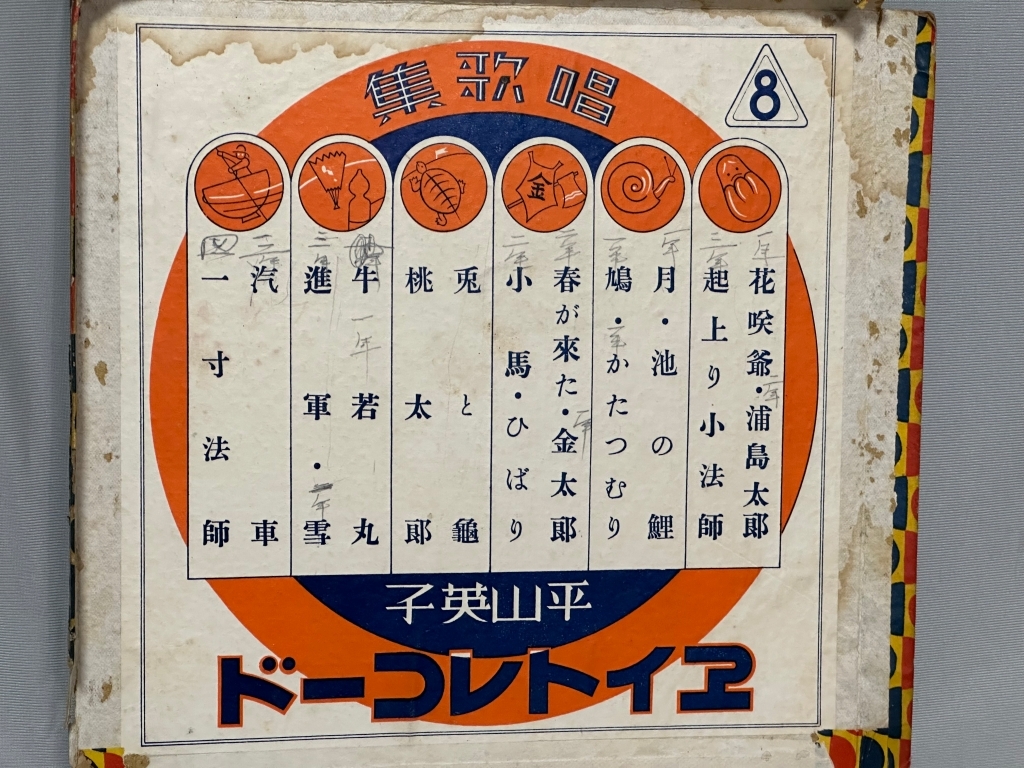 唱歌集
8
金
花咲爺・浦島太郎
起上り小法師
月・池の鯉
鳩・かたつむり
春が來た・金太郎
小馬・ひばり
兎と龜
桃太郎
牛若丸
一年
進軍・雪
汽車
一寸法師
平山英子
ヱイトレコード